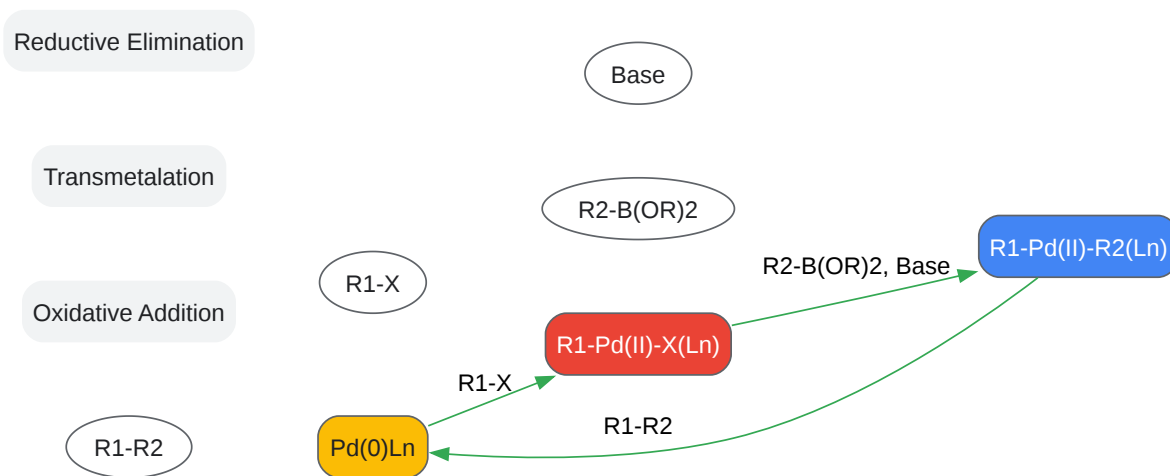 Reductive Elimination
Base
Transmetalation
R2-B(OR)2
R1-Pd(II)-R2(Ln)
R2-B(OR)2, Base
R1-X
Oxidative Addition
R1-Pd(II)-X(Ln)
R1-X
R1-R2
R1-R2
Pd(0)Ln